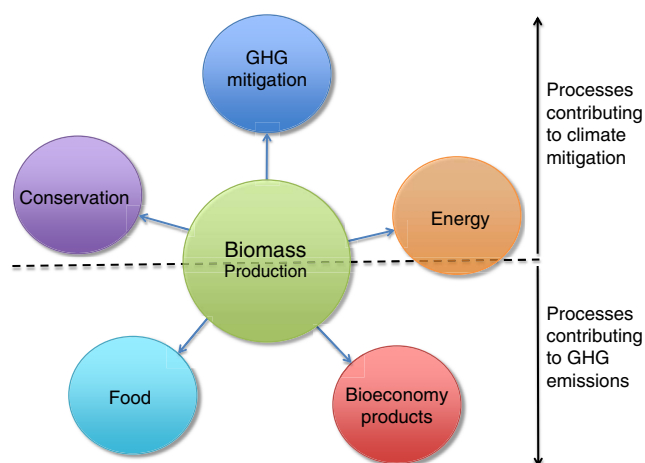 GHG
mitigation
Processes
contributing
to climate
mitigation
Conservation
Energy
Biomass
Production
Processes
contributing
to GHG
emissions
Food
Bioeconomy
products